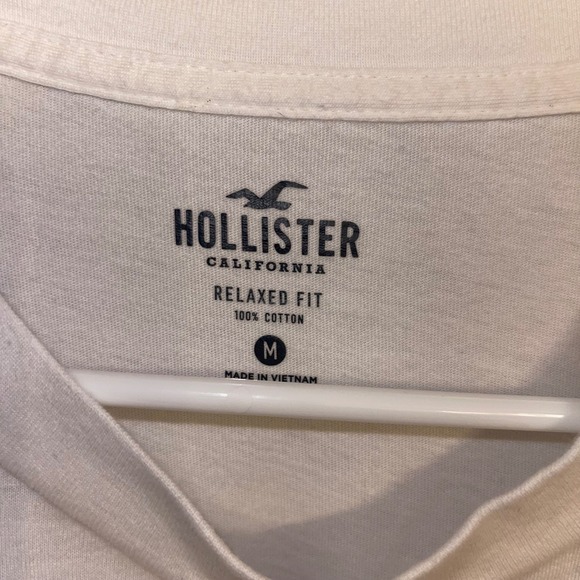 HOLLISTER
CALIFORNIA
RELAXED FIT
100% COTTON
M
MADE IN VIETNAM